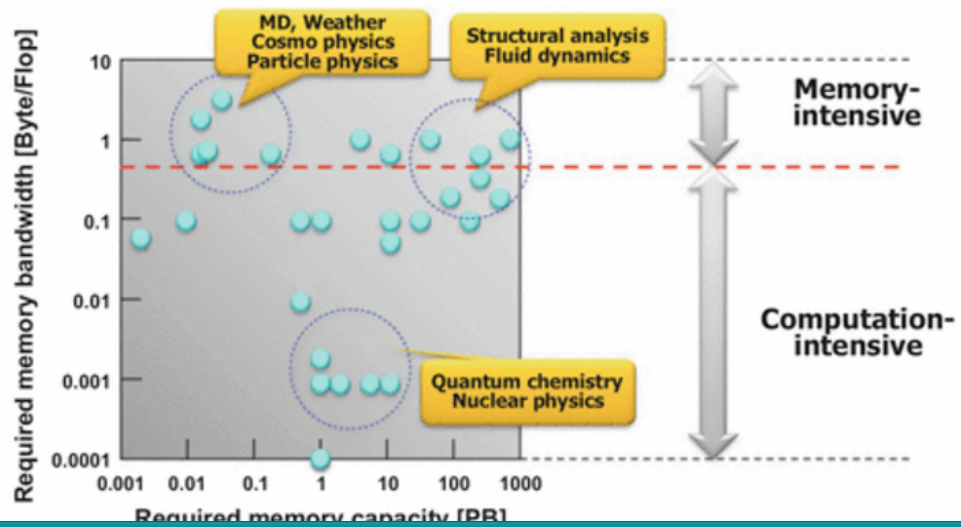 MD, Weather
Cosmo physics
Particle physics
Structural analysis
Fluid dynamics
Memory-
intensive
Computation-
intensive
Quantum chemistry
Nuclear physics
Required memory bandwidth [Byte/Flop]
10
1
0.1
0.01
0.001
0.0001
0.001 0.01 0.1 1 10 100 1000
Required memory capacity [PB]